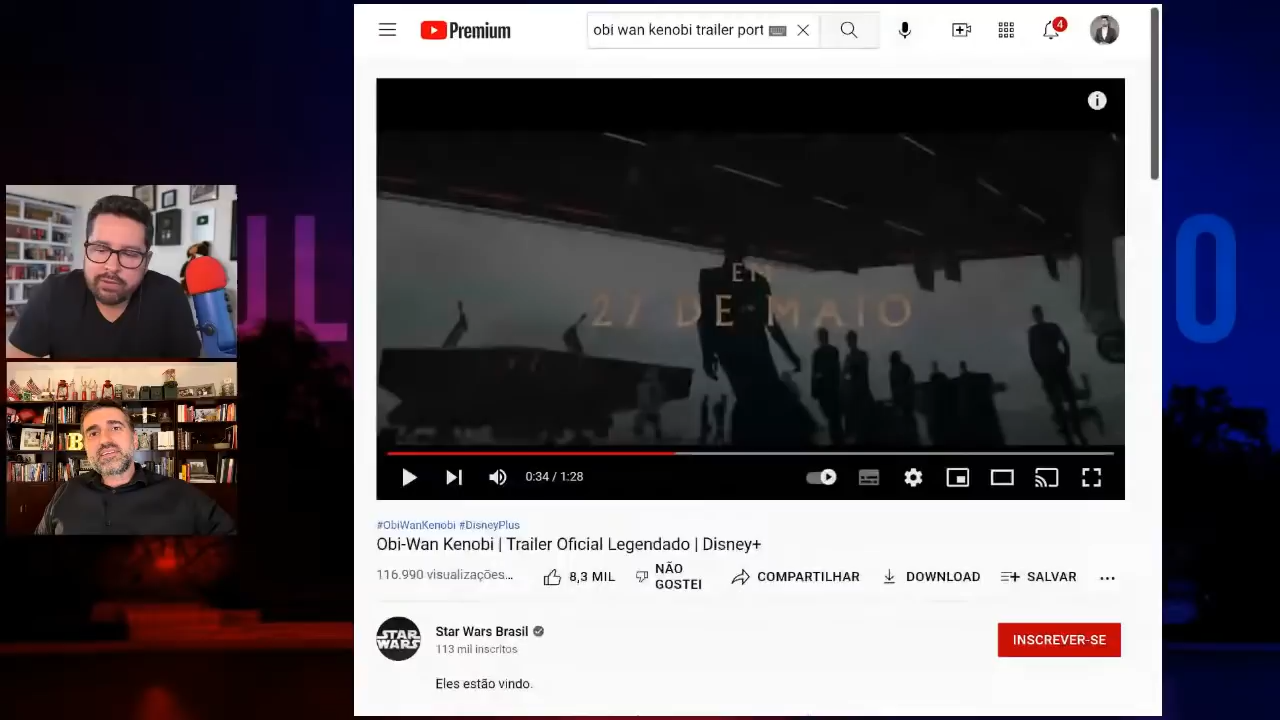 Premium
obi wan kenobi trailer port
4
EM
27 DE MAIO
0:34 / 1:28
#ObiWanKenobi #DisneyPlus
Obi-Wan Kenobi | Trailer Oficial Legendado | Disney+
116.990 visualizações...
8,3 MIL
NÃO
GOSTEI
COMPARTILHAR
DOWNLOAD
SALVAR
STAR
WARS
Star Wars Brasil
113 mil inscritos
INSCREVER-SE
Eles estão vindo.